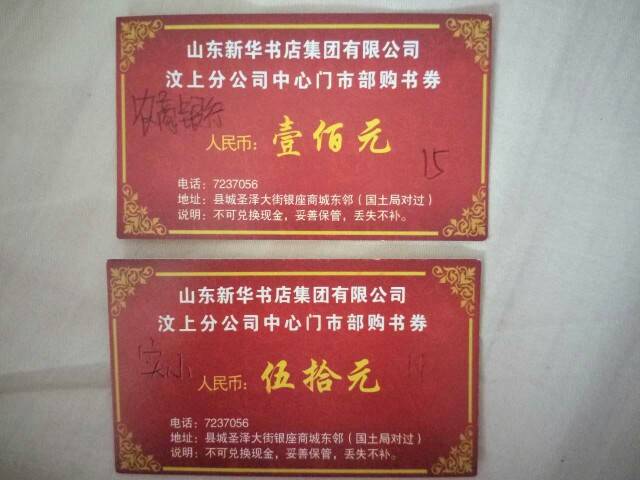 山东新华书店集团有限公司
汶上分公司中心门市部购书券
农商银行
人民币：壹佰元
15
电话：7237056
地址：县城圣泽大街银座商城东邻（国土局对过）
说明：不可兑换现金，妥善保管，丢失不补。
山东新华书店集团有限公司
汶上分公司中心门市部购书券
实小
人民币：伍拾元
电话：7237056
地址：县城圣泽大街银座商城东邻（国土局对过）
说明：不可兑换现金，妥善保管，丢失不补。